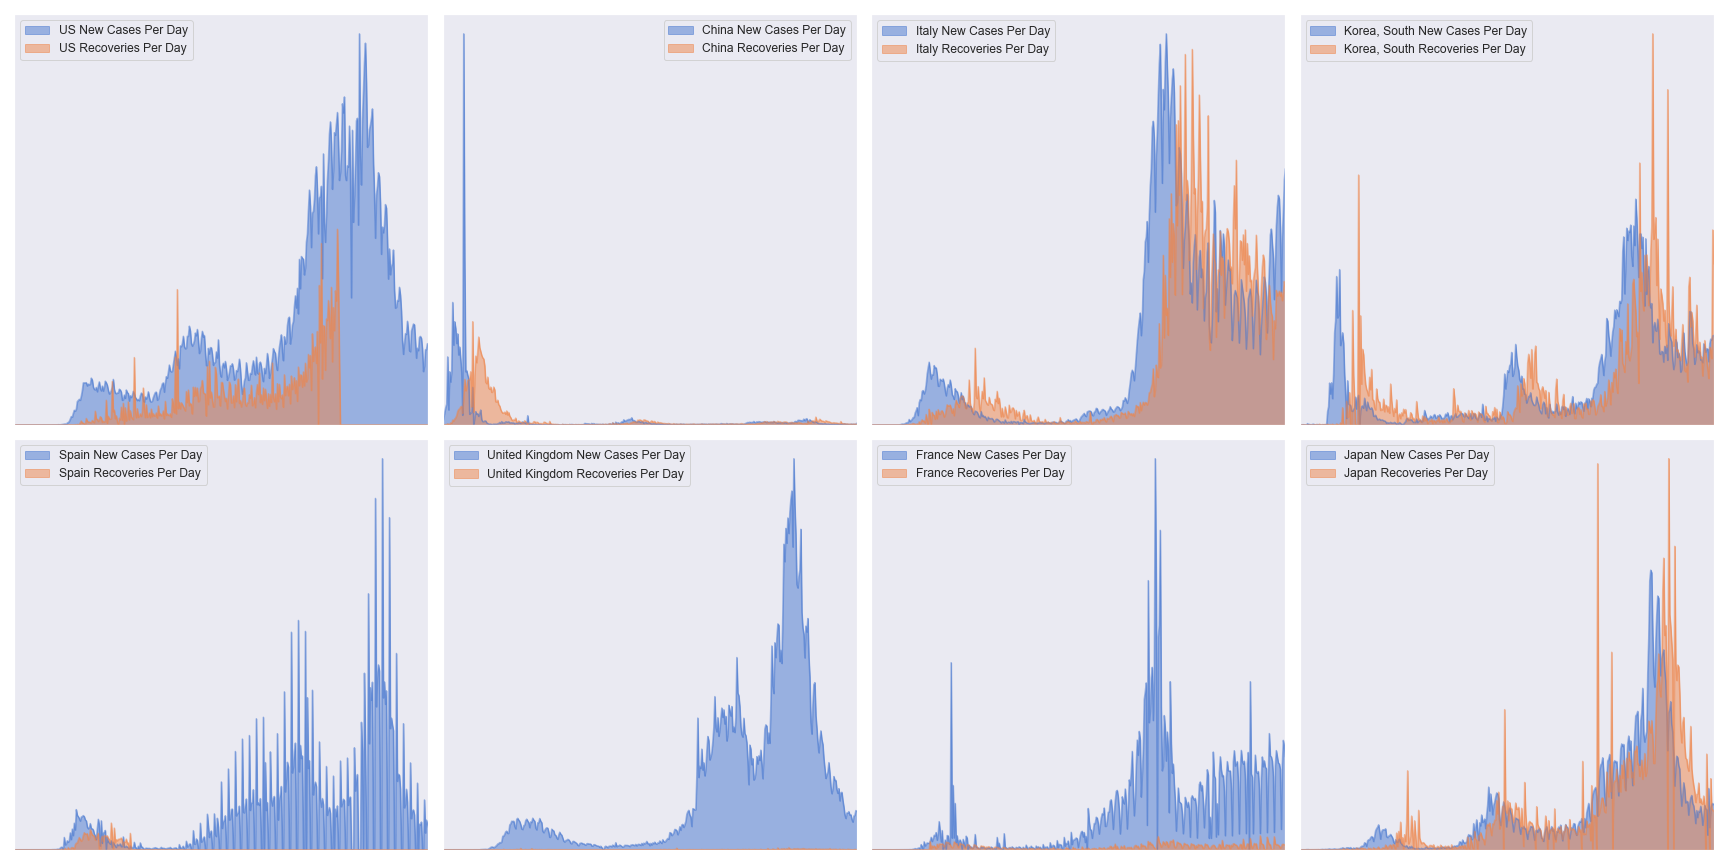 US New Cases Per Day
US Recoveries Per Day
China New Cases Per Day
China Recoveries Per Day
Italy New Cases Per Day
Italy Recoveries Per Day
Korea, South New Cases Per Day
Korea, South Recoveries Per Day
Spain New Cases Per Day
Spain Recoveries Per Day
United Kingdom New Cases Per Day
United Kingdom Recoveries Per Day
France New Cases Per Day
France Recoveries Per Day
Japan New Cases Per Day
Japan Recoveries Per Day